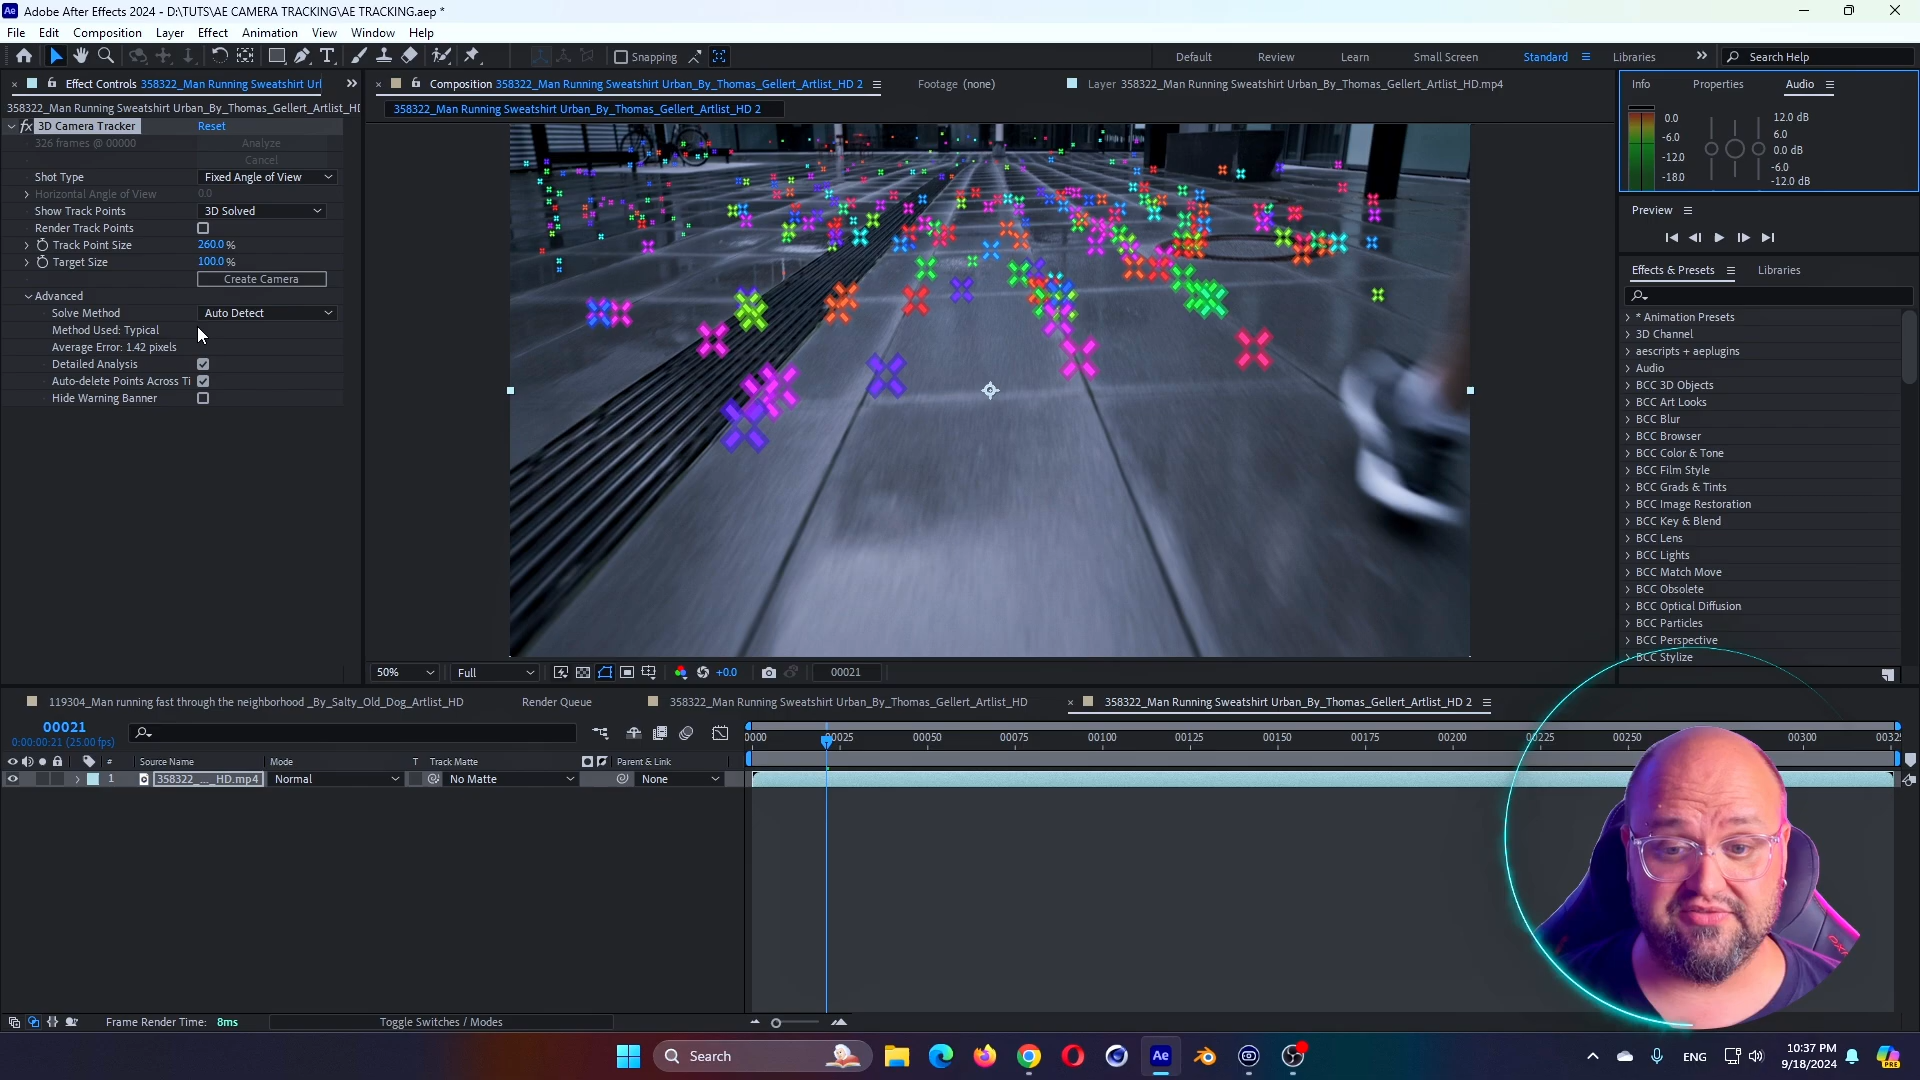 Adobe After Effects 2024 - D:\TUTS\AE CAMERA TRACKING\AE TRACKING.aep *
File Edit Composition Layer Effect Animation View Window Help
Snapping Default Review Learn Small Screen Standard Libraries Search Help
Effect Controls 358322_Man Running Sweatshirt Url
Composition 358322_Man Running Sweatshirt Urban_By_Thomas_Gellert_Artlist_HD 2
Footage (none)
Layer 358322_Man Running Sweatshirt Urban_By_Thomas_Gellert_Artlist_HD.mp4
Info Properties Audio
358322_Man Running Sweatshirt Urban_By_Thomas_Gellert_Artlist_HD
358322_Man Running Sweatshirt Urban_By_Thomas_Gellert_Artlist_HD 2
fx 3D Camera Tracker Reset
326 frames @ 00000 Analyze
Cancel
Shot Type Fixed Angle of View
Horizontal Angle of View 0.0
Show Track Points 3D Solved
Render Track Points
Track Point Size 260.0 %
Target Size 100.0 %
Create Camera
Advanced
Solve Method Auto Detect
Method Used: Typical
Average Error: 1.42 pixels
Detailed Analysis
Auto-delete Points Across Ti
Hide Warning Banner
0.0 12.0 dB
-6.0 6.0
-12.0 0.0 dB
-18.0 -6.0
-12.0 dB
Preview
Effects & Presets Libraries
* Animation Presets
3D Channel
aescripts + aeplugins
Audio
BCC 3D Objects
BCC Art Looks
BCC Blur
BCC Browser
BCC Color & Tone
BCC Film Style
BCC Grads & Tints
BCC Image Restoration
BCC Key & Blend
BCC Lens
BCC Lights
BCC Match Move
BCC Obsolete
BCC Optical Diffusion
BCC Particles
BCC Perspective
BCC Stylize
50% Full +0.0 00021
119304_Man running fast through the neighborhood _By_Salty_Old_Dog_Artlist_HD
Render Queue
358322_Man Running Sweatshirt Urban_By_Thomas_Gellert_Artlist_HD
358322_Man Running Sweatshirt Urban_By_Thomas_Gellert_Artlist_HD 2
00021
0:00:00:21 (25.00 fps)
0000 00025 00050 00075 00100 00125 00150 00175 00200 00225 00250 00300 0032
# Source Name Mode T Track Matte Parent & Link
1 358322_..._HD.mp4 Normal No Matte None
Frame Render Time: 8ms Toggle Switches / Modes
Search
Ae
ENG
10:37 PM
9/18/2024
PRE